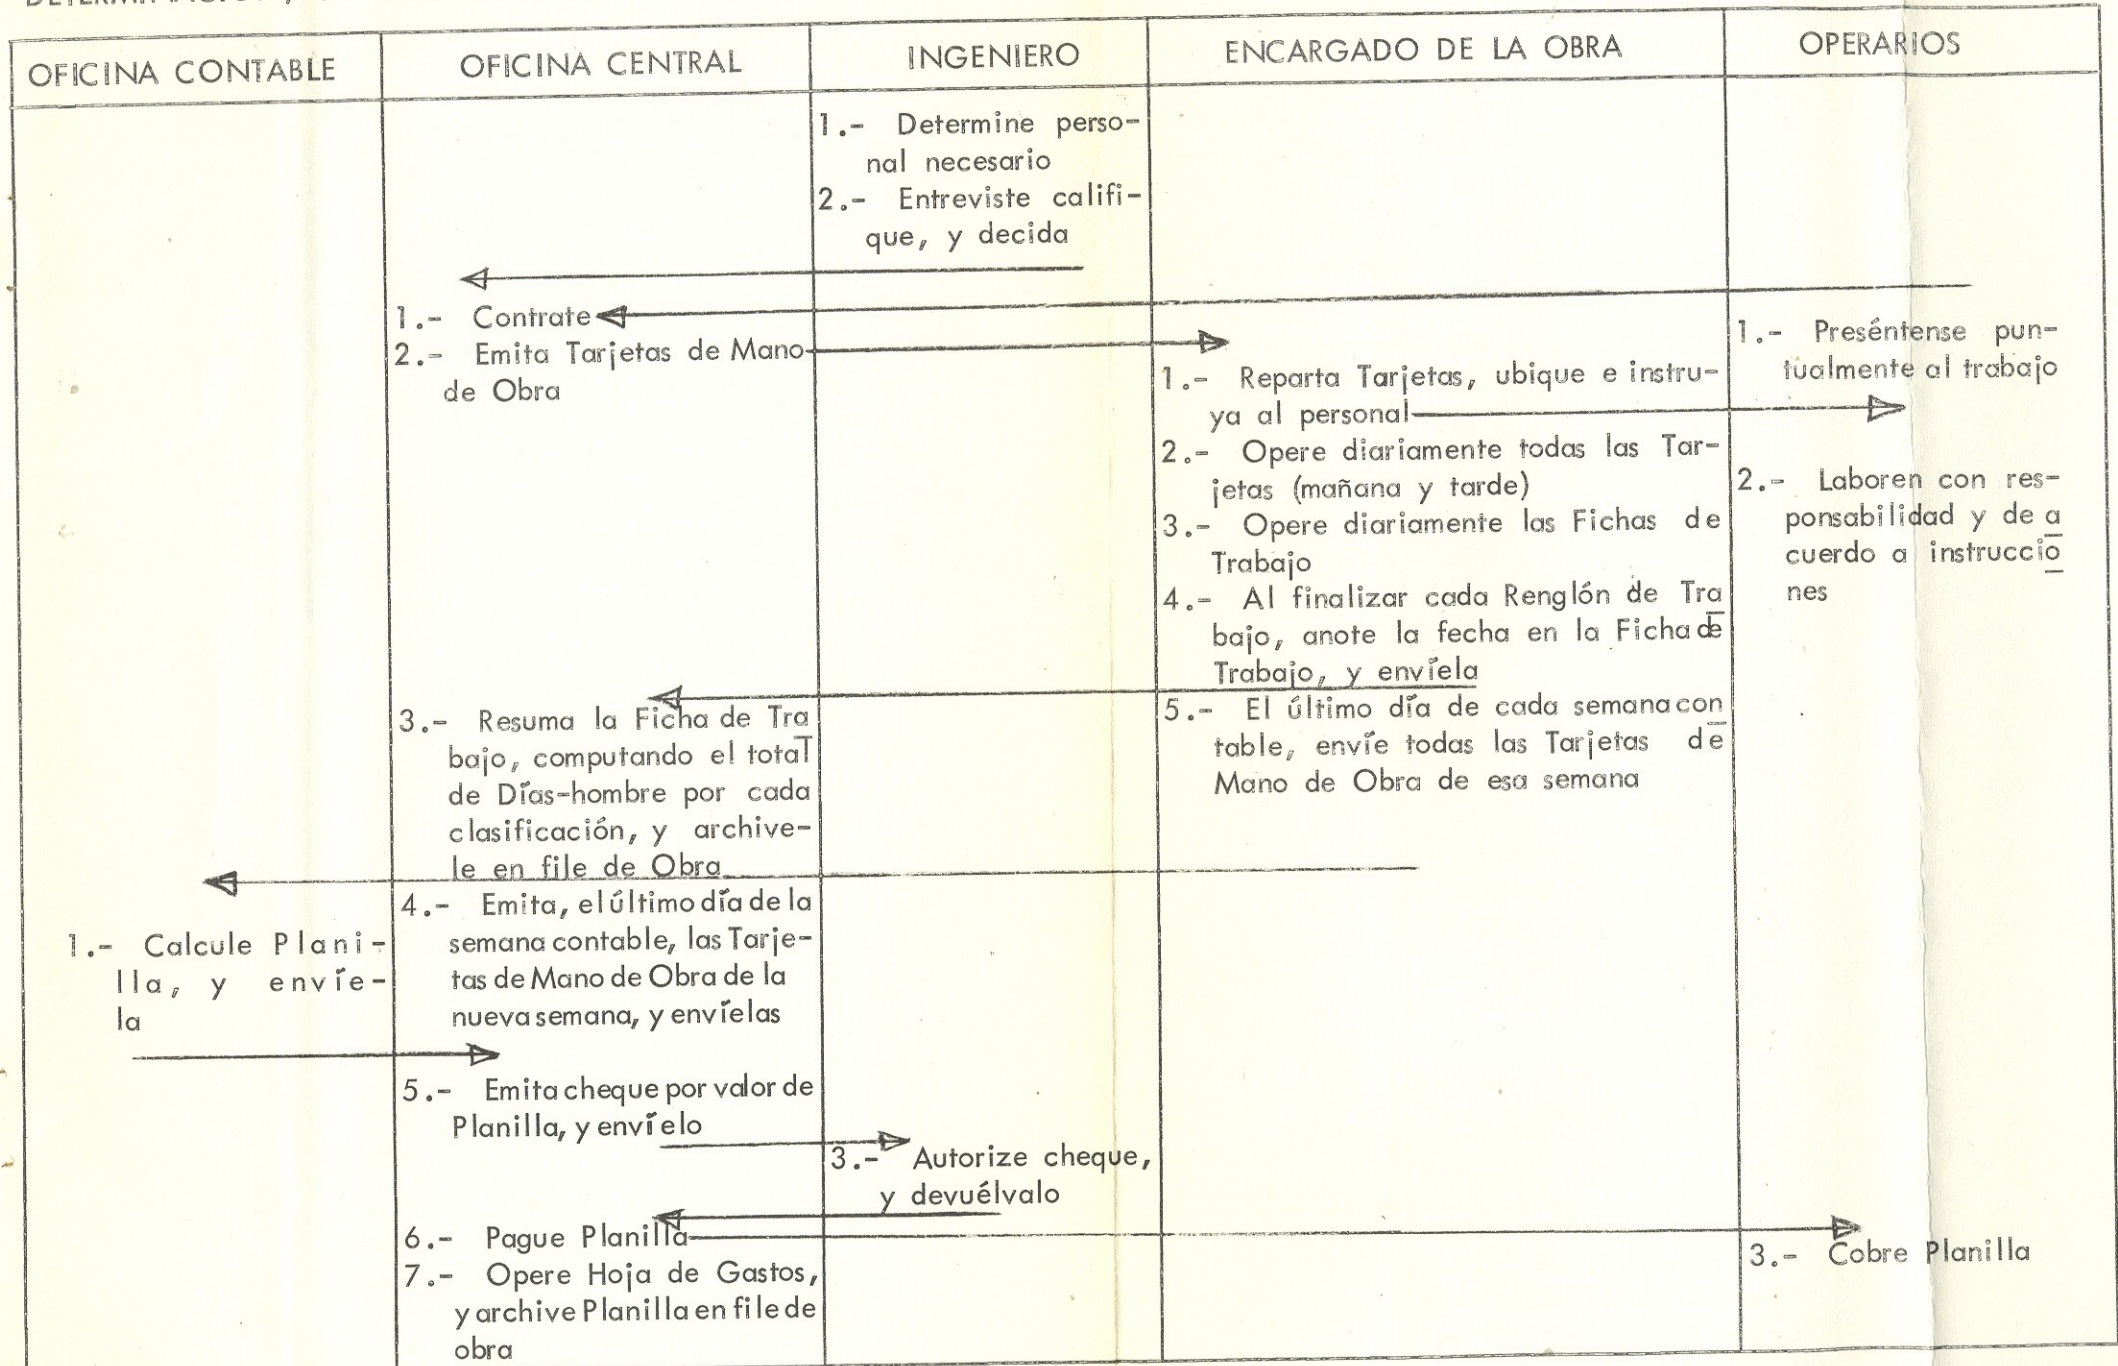 OFICINA CONTABLE
OFICINA CENTRAL
INGENIERO
ENCARGADO DE LA OBRA
OPERARIOS
1.- Determine perso-
nal necesario
2.- Entreviste califi-
que, y decida
1.- Contrate
2.- Emita Tarjetas de Mano
de Obra
1.- Preséntense pun-
tualmente al trabajo
1.- Reparta Tarjetas, ubique e instru-
ya al personal
2.- Opere diariamente todas las Tar-
jetas (mañana y tarde)
3.- Opere diariamente las Fichas de
Trabajo
4.- Al finalizar cada Renglón de Tra
bajo, anote la fecha en la Ficha de
Trabajo, y envíela
5.- El último día de cada semana con
table, envíe todas las Tarjetas de
Mano de Obra de esa semana
2.- Laboren con res-
ponsabilidad y de a
cuerdo a instruccio
nes
3.- Resuma la Ficha de Tra
bajo, computando el total
de Días-hombre por cada
clasificación, y archive-
le en file de Obra
4.- Emita, el último día de la
semana contable, las Tarje-
tas de Mano de Obra de la
nueva semana, y envíelas
1.- Calcule Plani-
lla, y envíe-
la
5.- Emita cheque por valor de
Planilla, y envíelo
3.- Autorize cheque,
y devuélvalo
6.- Pague Planilla
7.- Opere Hoja de Gastos,
y archive Planilla en file de
obra
3.- Cobre Planilla